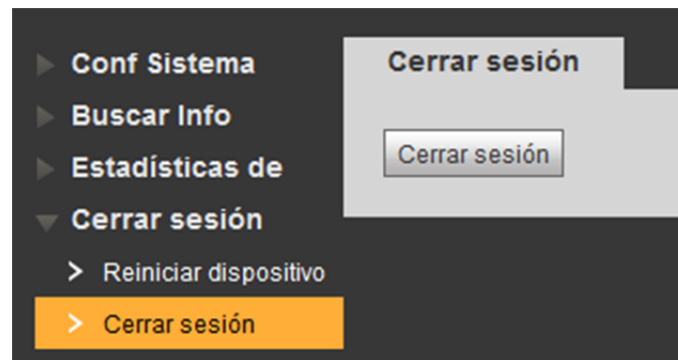 Conf Sistema
Buscar Info
Estadísticas de
Cerrar sesión
Reiniciar dispositivo
Cerrar sesión
Cerrar sesión
Cerrar sesión